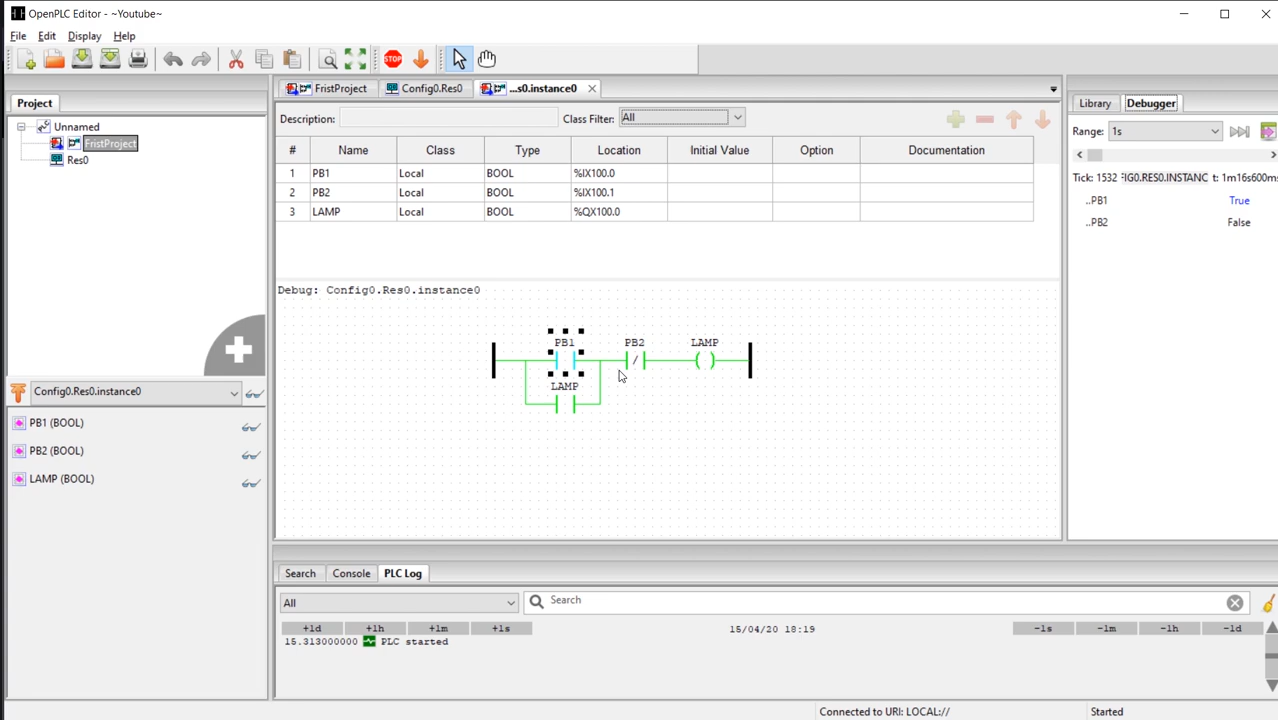 OpenPLC Editor - ~Youtube~
File Edit Display Help
Project
FristProject Config0.Res0 ...s0.instance0
Library Debugger
Unnamed
FristProject
Res0
Description: Class Filter: All
# Name Class Type Location Initial Value Option Documentation
1 PB1 Local BOOL %IX100.0
2 PB2 Local BOOL %IX100.1
3 LAMP Local BOOL %QX100.0
Range: 1s
Tick: 1532 IG0.RES0.INSTANC t: 1m16s600ms
..PB1 True
..PB2 False
Debug: Config0.Res0.instance0
PB1 PB2 LAMP
LAMP
Config0.Res0.instance0
PB1 (BOOL)
PB2 (BOOL)
LAMP (BOOL)
STOP
Search Console PLC Log
All Search
+1d +1h +1m +1s 15/04/20 18:19 -1s -1m -1h -1d
15.313000000 PLC started
Connected to URI: LOCAL:// Started